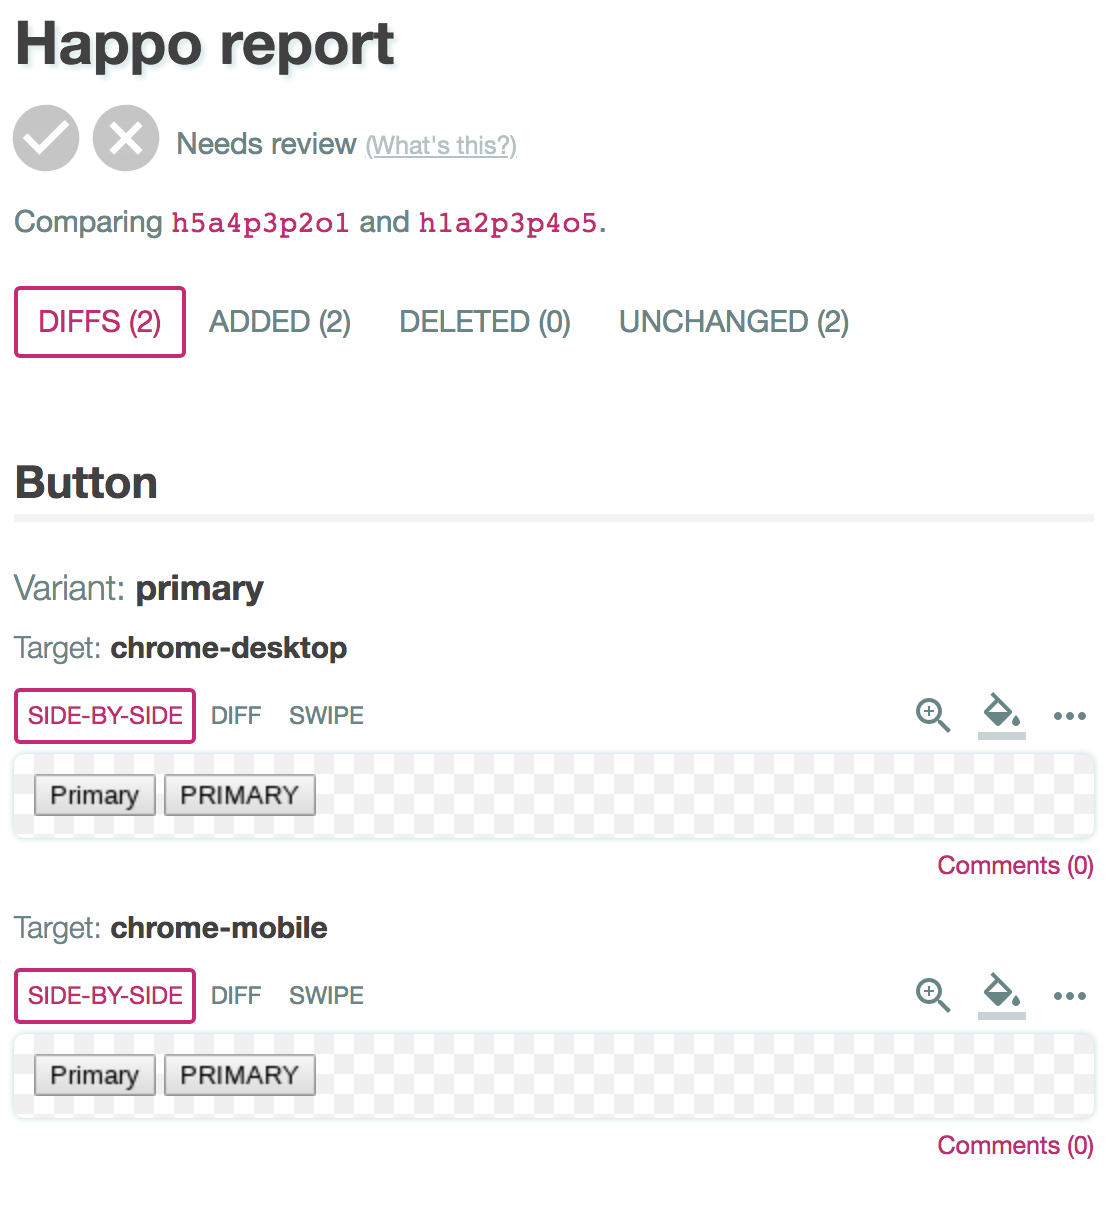 Happo report
Needs review (What's this?)
Comparing h5a4p3p2o1 and h1a2p3p4o5.
DIFFS (2) ADDED (2) DELETED (0) UNCHANGED (2)
Button
Variant: primary
Target: chrome-desktop
SIDE-BY-SIDE DIFF SWIPE
Primary PRIMARY
Comments (0)
Target: chrome-mobile
SIDE-BY-SIDE DIFF SWIPE
Primary PRIMARY
Comments (0)